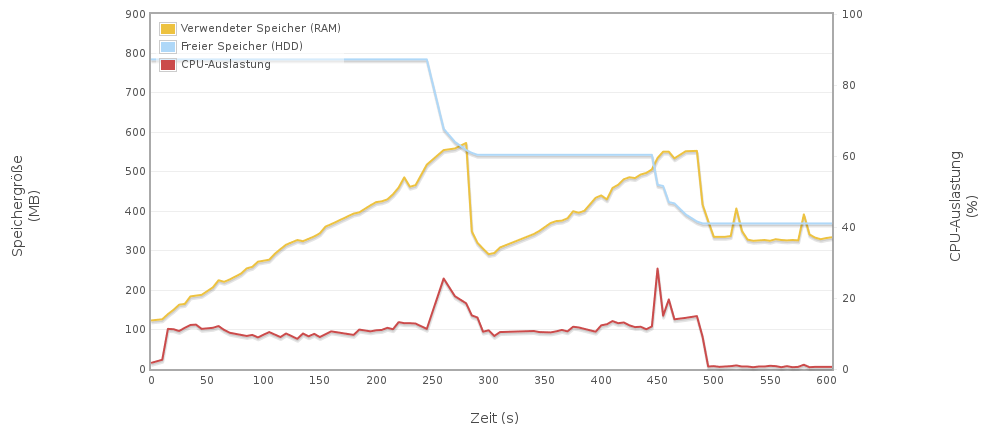 900
800
700
600
500
400
300
200
100
0
100
80
60
40
20
0
Verwendeter Speicher (RAM)
Freier Speicher (HDD)
CPU-Auslastung
Speichergröße
(MB)
CPU-Auslastung
(%)
0 50 100 150 200 250 300 350 400 450 500 550 600
Zeit (s)